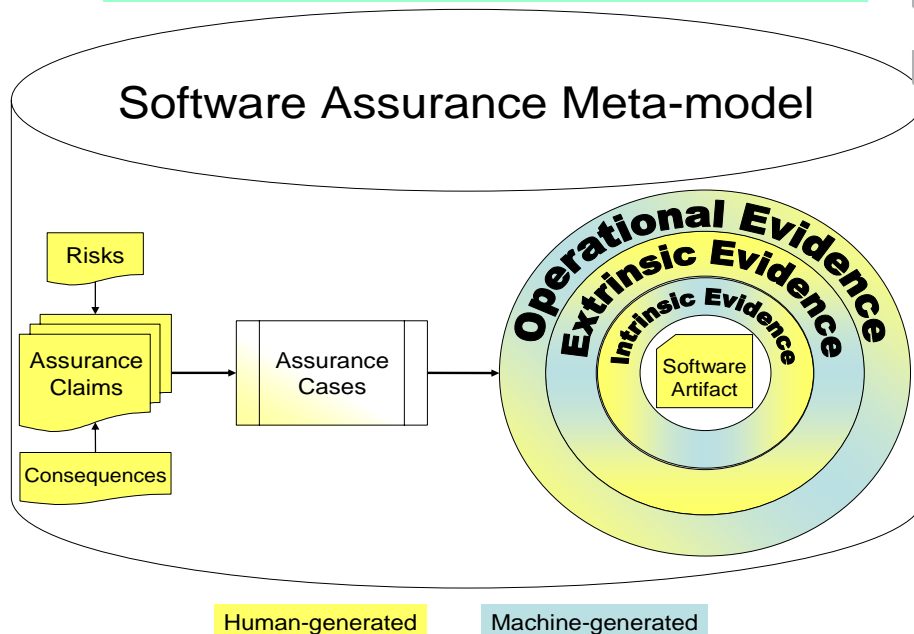 Software Assurance Meta-model
Risks
Assurance
Claims
Consequences
Assurance
Cases
Operational Evidence
Extrinsic Evidence
Intrinsic Evidence
Software
Artifact
Human-generated
Machine-generated